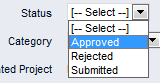 Status [-- Select --]
[-- Select --]
Category Approved
Rejected
ted Project Submitted